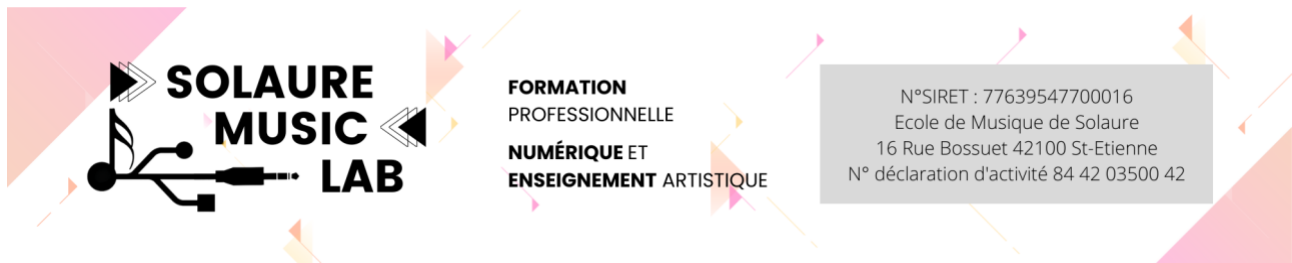 SOLAURE
MUSIC
LAB
FORMATION
PROFESSIONNELLE
NUMÉRIQUE ET
ENSEIGNEMENT ARTISTIQUE
N°SIRET : 77639547700016
Ecole de Musique de Solaure
16 Rue Bossuet 42100 St-Etienne
N° déclaration d'activité 84 42 03500 42